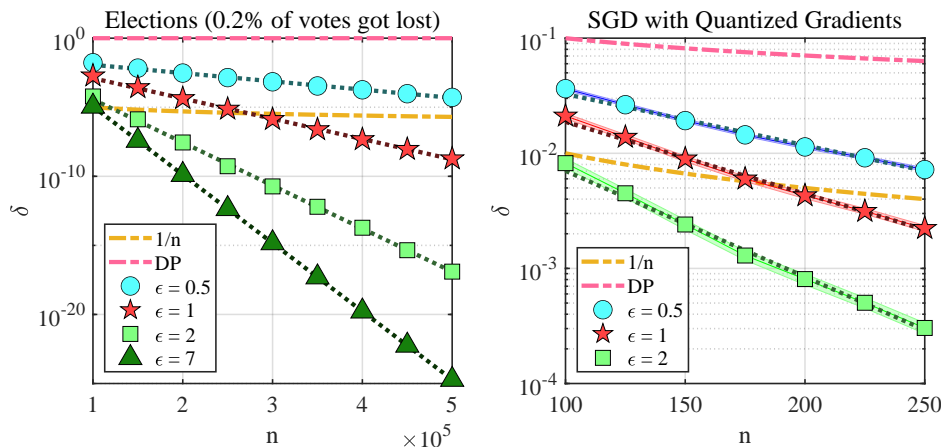 Elections (0.2% of votes got lost)
10^0
10^-10
10^-20
δ
1/n
DP
ϵ = 0.5
ϵ = 1
ϵ = 2
ϵ = 7
1 2 3 4 5
n
×10^5
SGD with Quantized Gradients
10^-1
10^-2
10^-3
10^-4
δ
1/n
DP
ϵ = 0.5
ϵ = 1
ϵ = 2
100 150 200 250
n